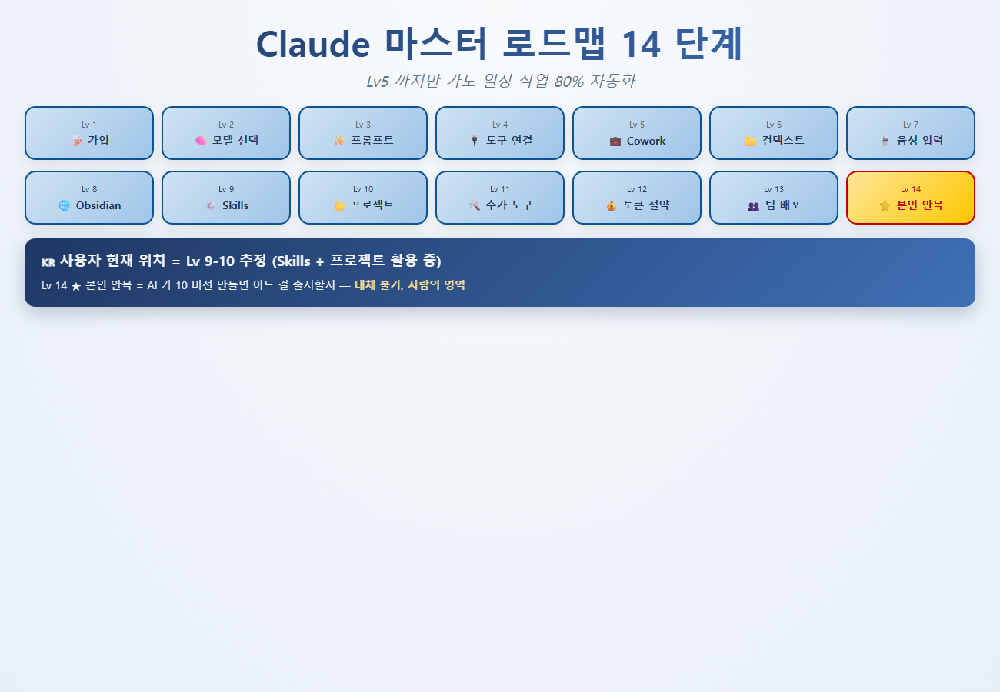 Claude 마스터 로드맵 14 단계
Lv5 까지만 가도 일상 작업 80% 자동화
Lv 1
가입
Lv 2
모델 선택
Lv 3
프롬프트
Lv 4
도구 연결
Lv 5
Cowork
Lv 6
컨텍스트
Lv 7
음성 입력
Lv 8
Obsidian
Lv 9
Skills
Lv 10
프로젝트
Lv 11
추가 도구
Lv 12
토큰 절약
Lv 13
팀 배포
Lv 14
본인 안목
KR 사용자 현재 위치 = Lv 9-10 추정 (Skills + 프로젝트 활용 중)
Lv 14 ★ 본인 안목 = AI 가 10 버전 만들면 어느 걸 출시할지 — 대체 불가, 사람의 영역